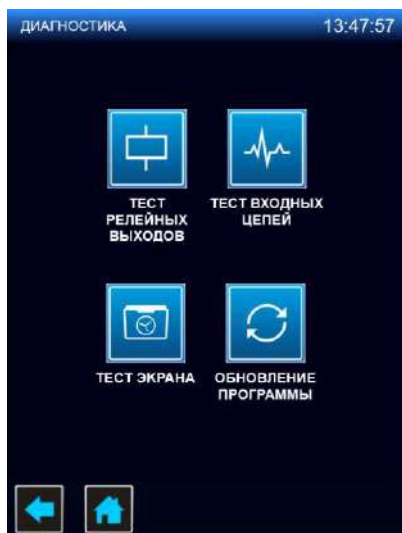 ДИАГНОСТИКА 13:47:57
ТЕСТ
РЕЛЕЙНЫХ
ВЫХОДОВ
ТЕСТ ВХОДНЫХ
ЦЕПЕЙ
ТЕСТ ЭКРАНА
ОБНОВЛЕНИЕ
ПРОГРАММЫ